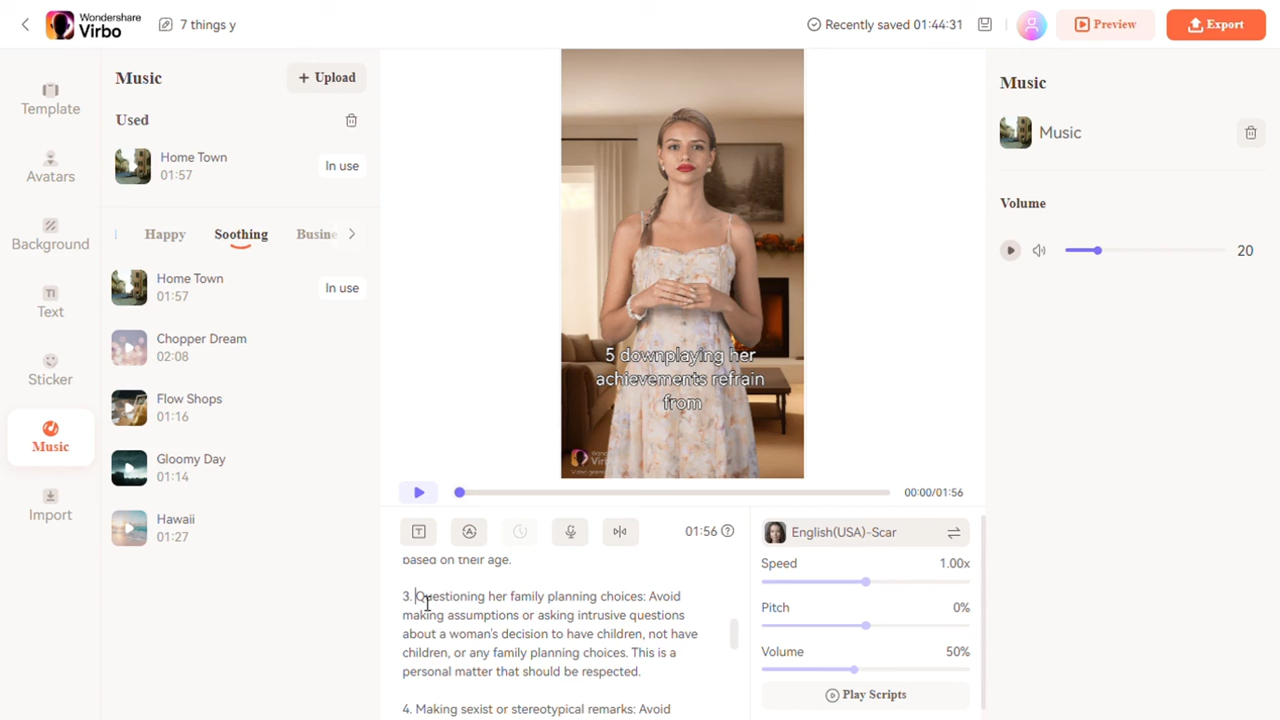 Wondershare
Virbo
7 things y
Recently saved 01:44:31
Preview
Export
Template
Avatars
Background
Text
Sticker
Music
Import
Music
+ Upload
Used
Home Town
01:57
In use
Happy
Soothing
Busine
Home Town
01:57
In use
Chopper Dream
02:08
Flow Shops
01:16
Gloomy Day
01:14
Hawaii
01:27
5 downplaying her
achievements refrain
from
00:00/01:56
01:56
based on their age.
3. Questioning her family planning choices: Avoid
making assumptions or asking intrusive questions
about a woman's decision to have children, not have
children, or any family planning choices. This is a
personal matter that should be respected.
4. Making sexist or stereotypical remarks: Avoid
English(USA)-Scar
Speed
1.00x
Pitch
0%
Volume
50%
Play Scripts
Music
Music
Volume
20